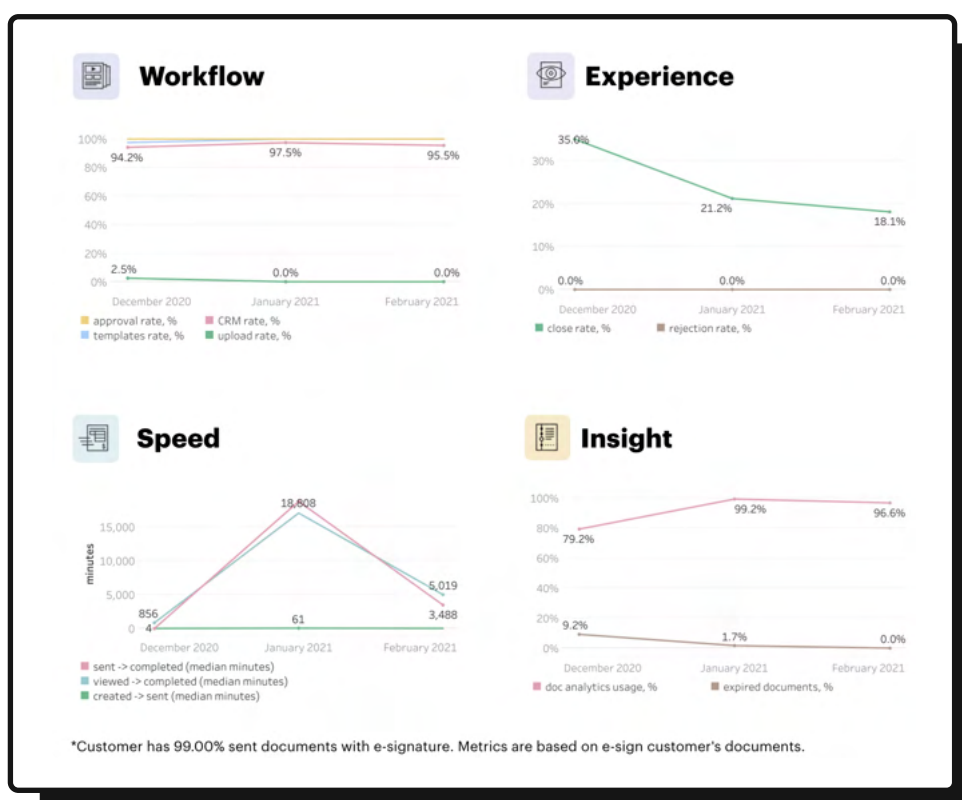 Workflow
100%
94.2%
97.5%
95.5%
80%
60%
40%
20%
2.5%
0.0%
0.0%
0%
December 2020 January 2021 February 2021
approval rate, % CRM rate, %
templates rate, % upload rate, %
Experience
35.0%
30%
21.2%
20%
18.1%
10%
0.0%
0.0%
0.0%
0%
December 2020 January 2021 February 2021
close rate, % rejection rate, %
Speed
minutes
18,608
15,000
10,000
5,019
5,000
856
3,488
61
4
0
December 2020 January 2021 February 2021
sent -> completed (median minutes)
viewed -> completed (median minutes)
created -> sent (median minutes)
Insight
100%
99.2%
96.6%
80%
79.2%
60%
40%
20%
9.2%
1.7%
0.0%
0%
December 2020 January 2021 February 2021
doc analytics usage, % expired documents, %
*Customer has 99.00% sent documents with e-signature. Metrics are based on e-sign customer's documents.